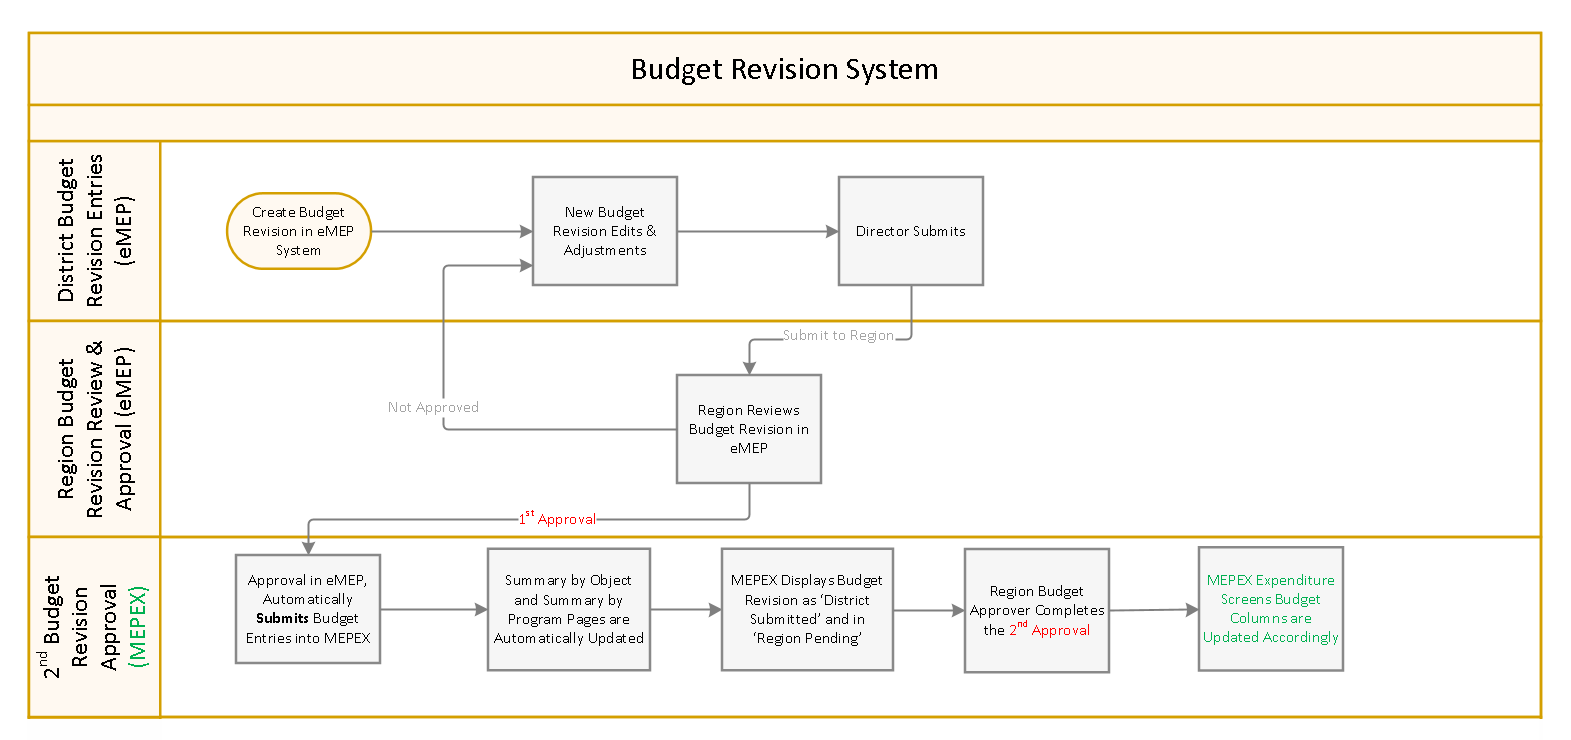 Budget Revision System
District Budget
Revision Entries
(eMEP)
Create Budget
Revision in eMEP
System
New Budget
Revision Edits &
Adjustments
Director Submits
Submit to Region
Region Budget
Revision Review &
Approval (eMEP)
Not Approved
Region Reviews
Budget Revision in
eMEP
1st Approval
2nd Budget
Revision
Approval
(MEPEX)
Approval in eMEP,
Automatically
Submits Budget
Entries into MEPEX
Summary by Object
and Summary by
Program Pages are
Automatically Updated
MEPEX Displays Budget
Revision as ‘District
Submitted’ and in
‘Region Pending’
Region Budget
Approver Completes
the 2nd Approval
MEPEX Expenditure
Screens Budget
Columns are
Updated Accordingly